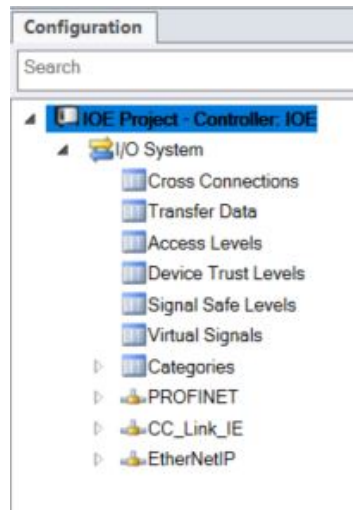 Configuration
Search
IOE Project - Controller: IOE
I/O System
Cross Connections
Transfer Data
Access Levels
Device Trust Levels
Signal Safe Levels
Virtual Signals
Categories
PROFINET
CC_Link_IE
EtherNetIP